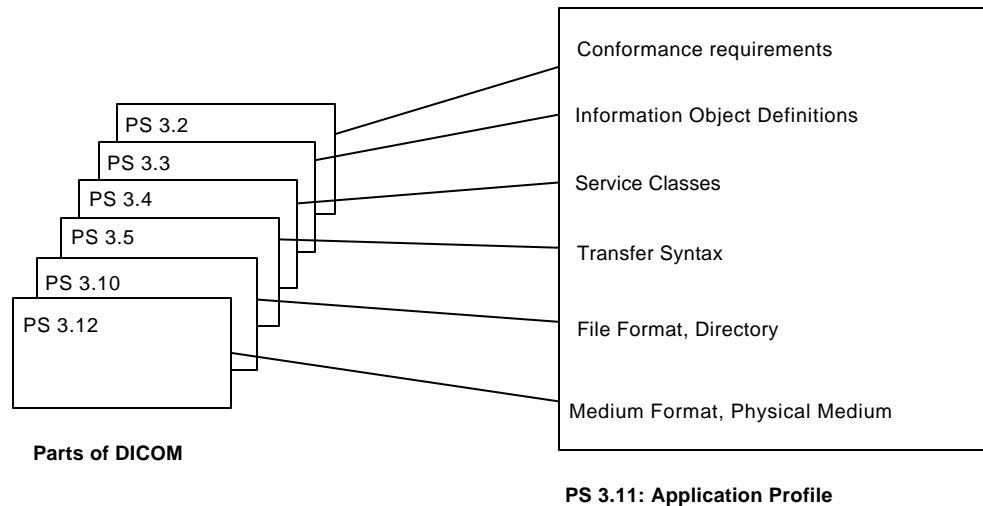 PS 3.2
PS 3.3
PS 3.4
PS 3.5
PS 3.10
PS 3.12
Parts of DICOM
Conformance requirements
Information Object Definitions
Service Classes
Transfer Syntax
File Format, Directory
Medium Format, Physical Medium
PS 3.11: Application Profile